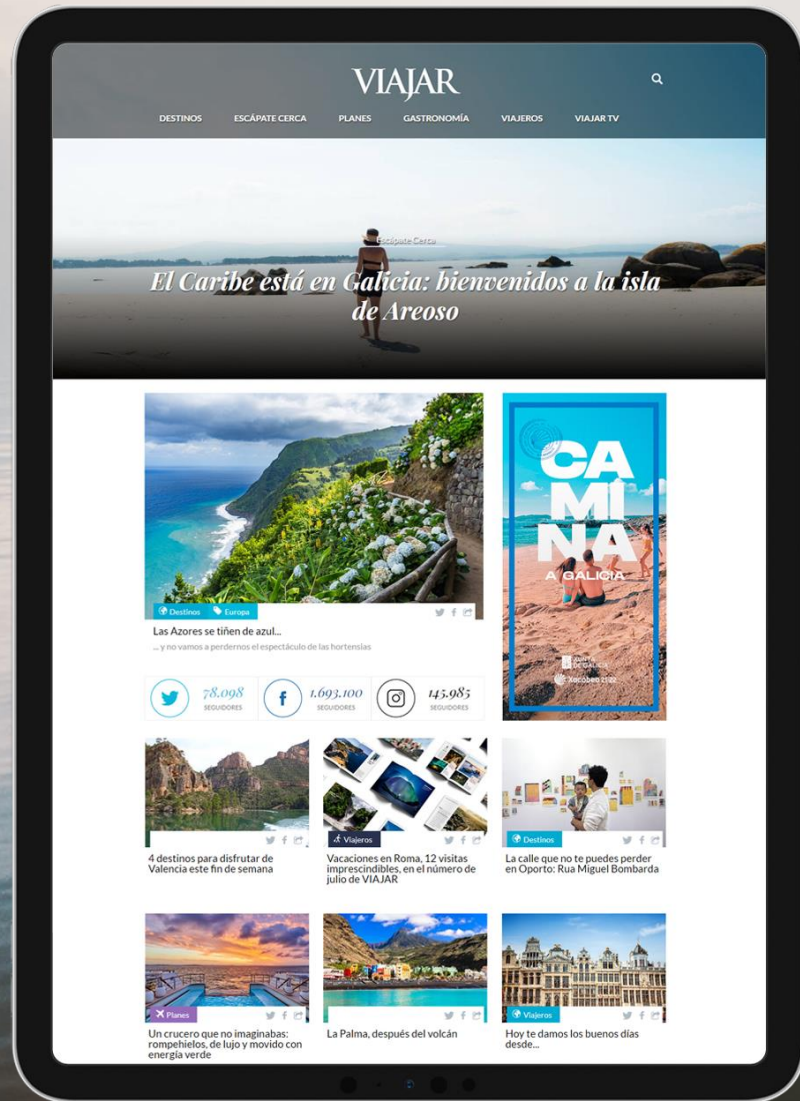 VIAJAR
DESTINOS
ESCÁPATE CERCA
PLANES
GASTRONOMÍA
VIAJEROS
VIAJAR TV
Escápate Cerca
El Caribe está en Galicia: bienvenidos a la isla
de Areoso
Destinos
Europa
Las Azores se tiñen de azul...
... y no vamos a perdernos el espectáculo de las hortensias
CA
MI
NA
A GALICIA
XUNTA
DE GALICIA
Xacobeo 2122
78.098
SEGUIDORES
1.693.100
SEGUIDORES
145.985
SEGUIDORES
4 destinos para disfrutar de
Valencia este fin de semana
Viajeros
Vacaciones en Roma, 12 visitas
imprescindibles, en el número de
julio de VIAJAR
Destinos
La calle que no te puedes perder
en Oporto: Rua Miguel Bombarda
Planes
Un crucero que no imaginabas:
rompehielos, de lujo y movido con
energía verde
La Palma, después del volcán
Viajeros
Hoy te damos los buenos días
desde...